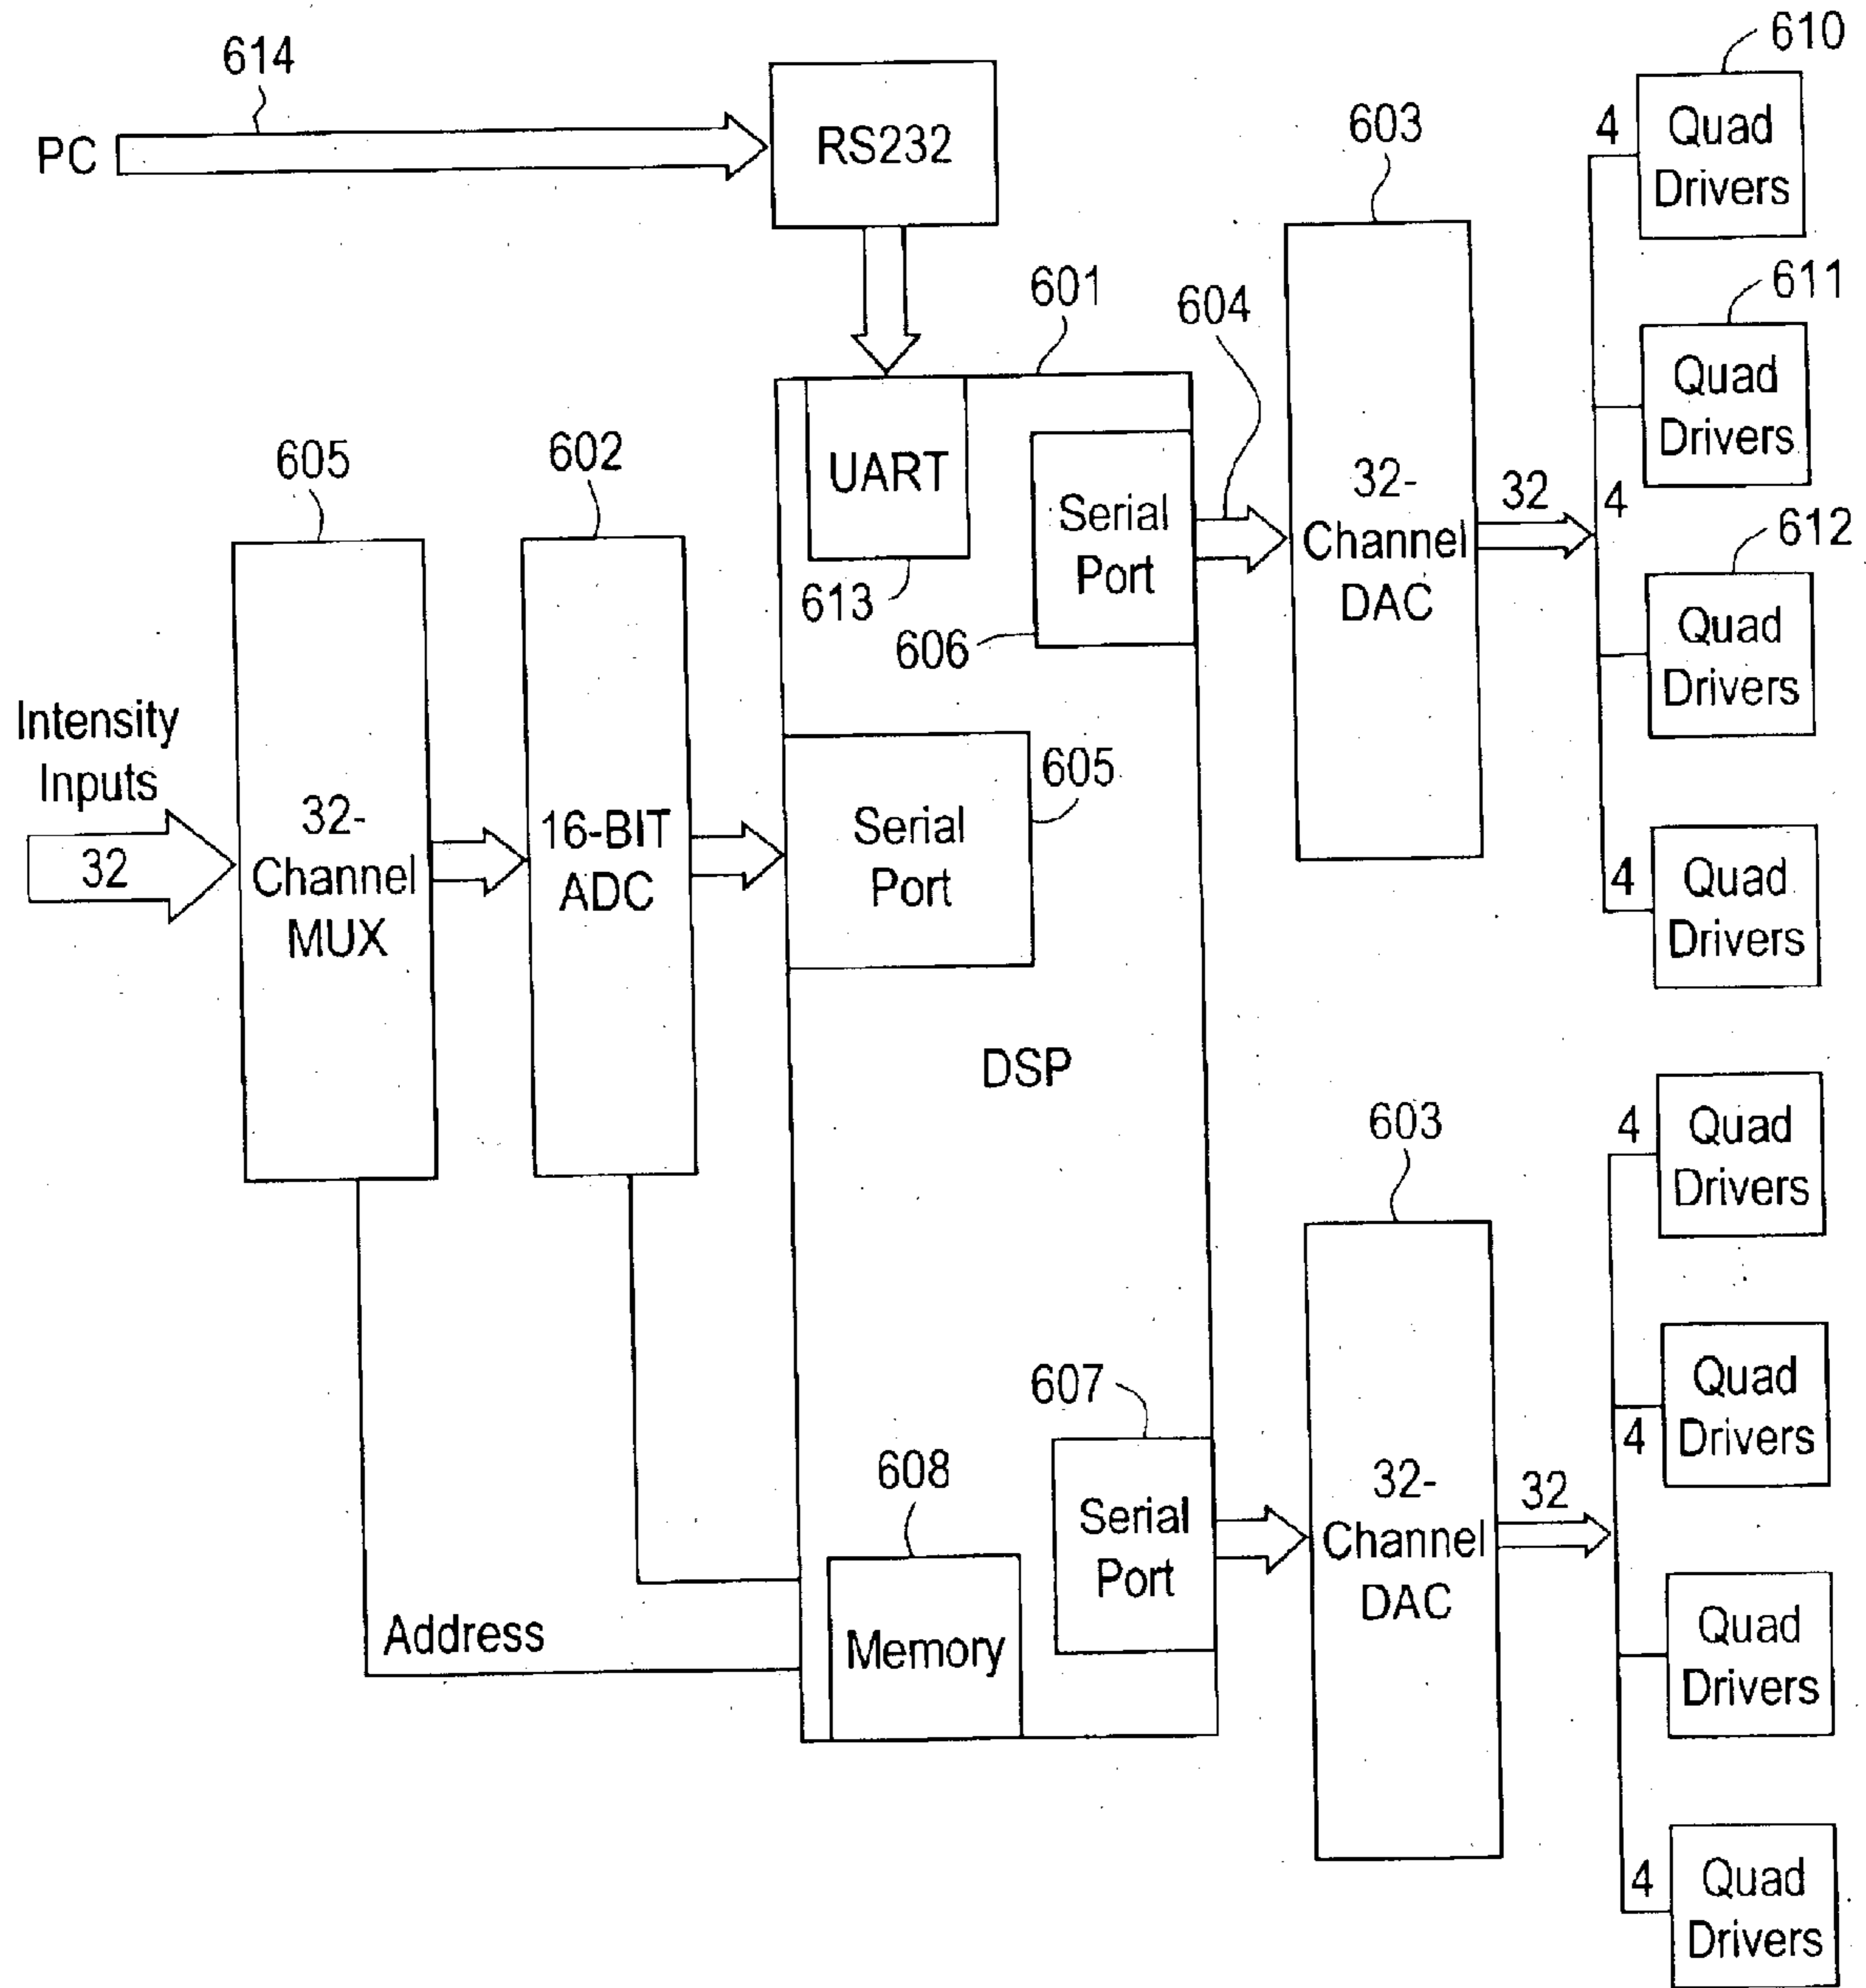 614
PC
RS232
610
4
Quad
Drivers
603
601
604
611
Quad
Drivers
4
605
602
UART
613
Serial
Port
606
32-
Channel
DAC
32
612
Quad
Drivers
Intensity
Inputs
32
32-
Channel
MUX
16-BIT
ADC
Serial
Port
605
4
Quad
Drivers
DSP
603
4
Quad
Drivers
607
608
Serial
Port
32-
Channel
DAC
32
4
Quad
Drivers
Address
Memory
Quad
Drivers
4
Quad
Drivers